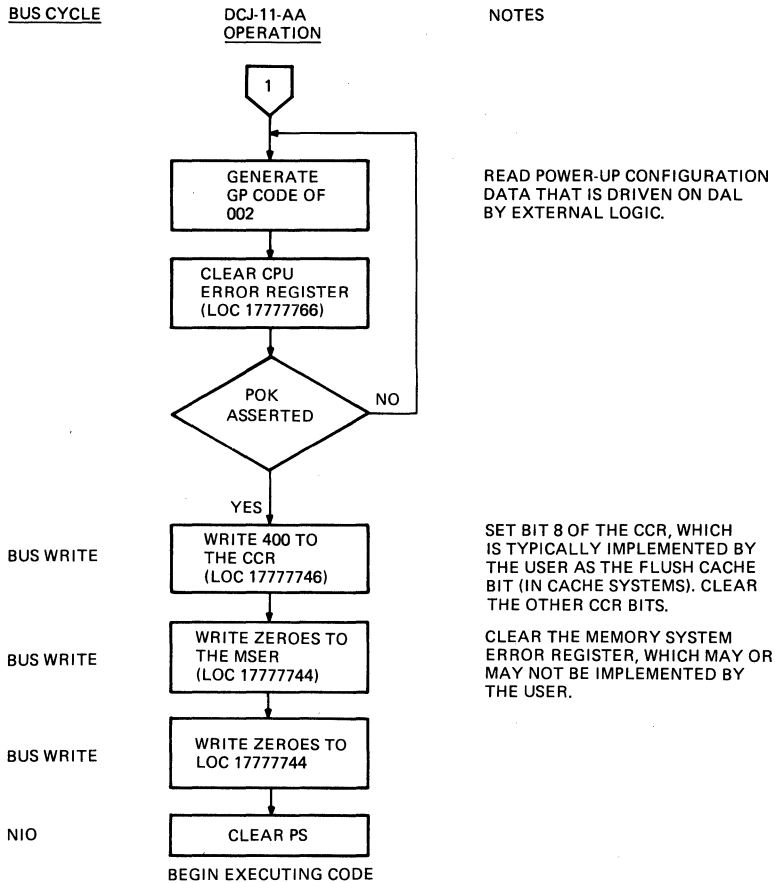 BUS CYCLE
DCJ-11-AA
OPERATION
NOTES
1
GENERATE
GP CODE OF
002
READ POWER-UP CONFIGURATION
DATA THAT IS DRIVEN ON DAL
BY EXTERNAL LOGIC.
CLEAR CPU
ERROR REGISTER
(LOC 17777766)
POK
ASSERTED
NO
YES
BUS WRITE
WRITE 400 TO
THE CCR
(LOC 17777746)
SET BIT 8 OF THE CCR, WHICH
IS TYPICALLY IMPLEMENTED BY
THE USER AS THE FLUSH CACHE
BIT (IN CACHE SYSTEMS). CLEAR
THE OTHER CCR BITS.
BUS WRITE
WRITE ZEROES TO
THE MSER
(LOC 17777744)
CLEAR THE MEMORY SYSTEM
ERROR REGISTER, WHICH MAY OR
MAY NOT BE IMPLEMENTED BY
THE USER.
BUS WRITE
WRITE ZEROES TO
LOC 17777744
NIO
CLEAR PS
BEGIN EXECUTING CODE